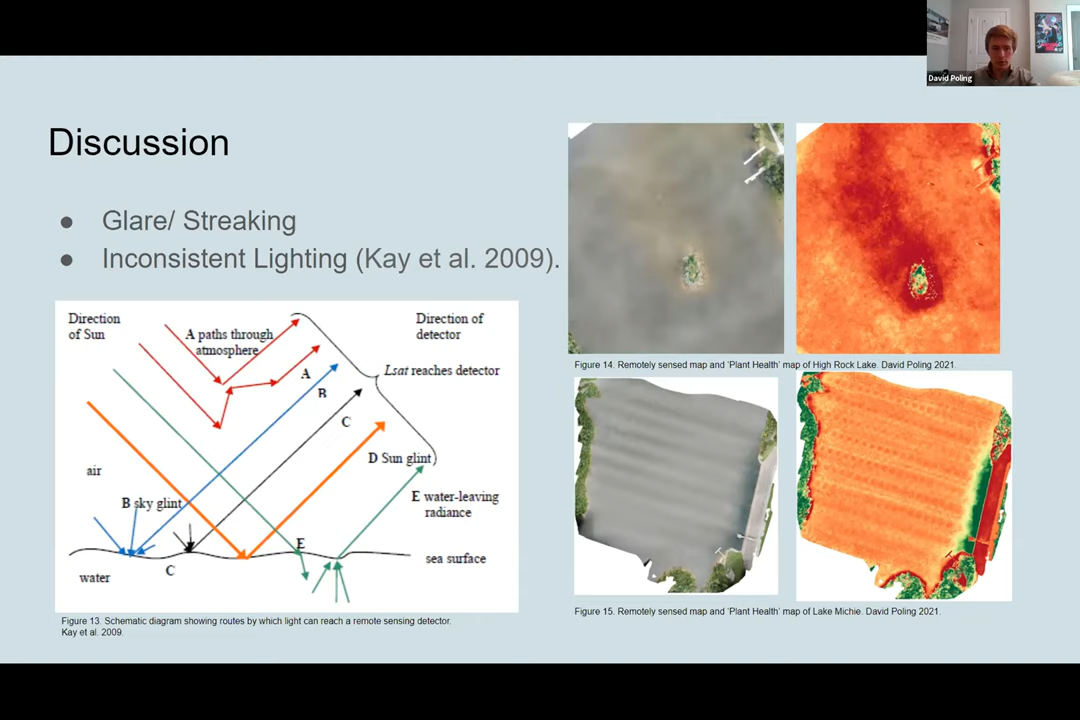 David Poling
Discussion
● Glare/ Streaking
● Inconsistent Lighting (Kay et al. 2009).
Direction
of Sun
A paths through
atmosphere
Direction of
detector
A
Lsat reaches detector
B
C
D Sun glint
air
B sky glint
E water-leaving
radiance
E
sea surface
C
water
Figure 13. Schematic diagram showing routes by which light can reach a remote sensing detector.
Kay et al. 2009.
Figure 14. Remotely sensed map and 'Plant Health' map of High Rock Lake. David Poling 2021.
Figure 15. Remotely sensed map and 'Plant Health' map of Lake Michie. David Poling 2021.